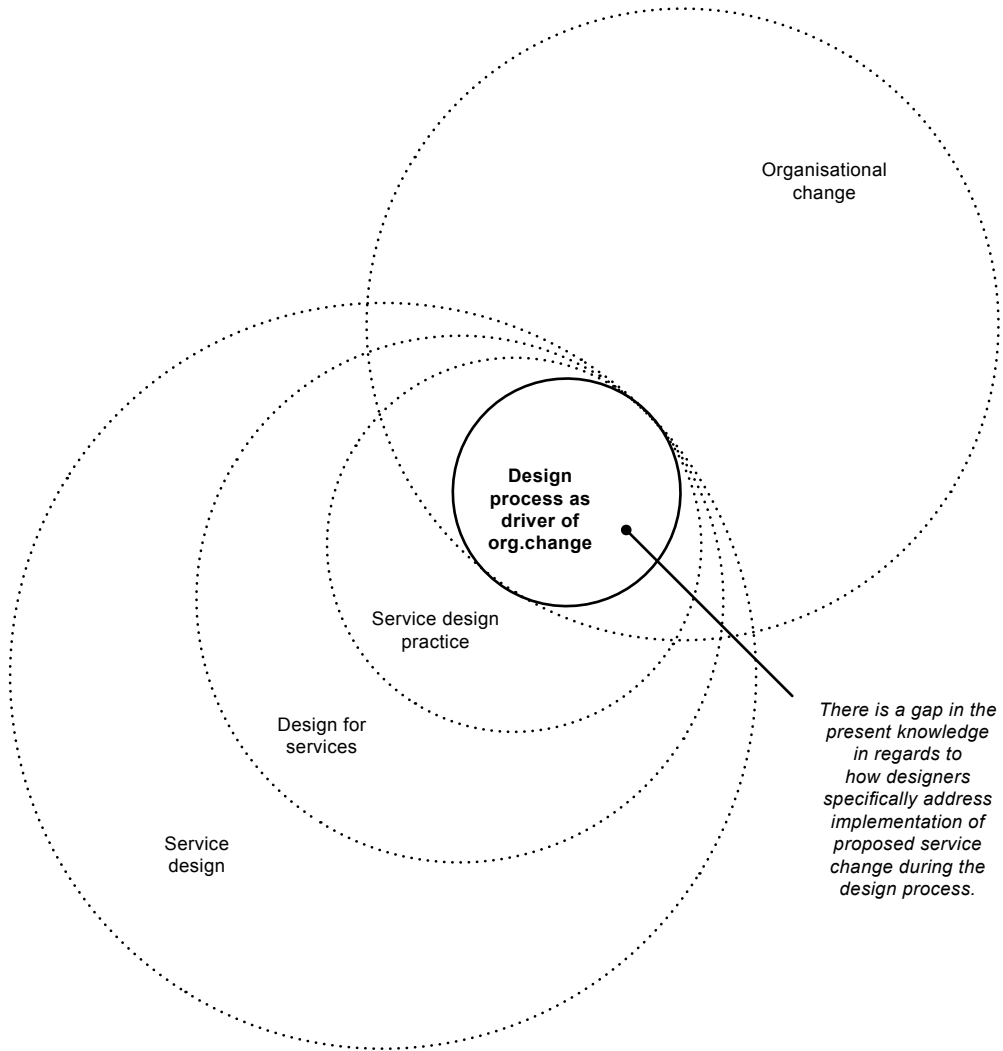 Organisational
change
Design
process as
driver of
org.change
Service design
practice
Design for
services
Service
design
There is a gap in the
present knowledge
in regards to
how designers
specifically address
implementation of
proposed service
change during the
design process.